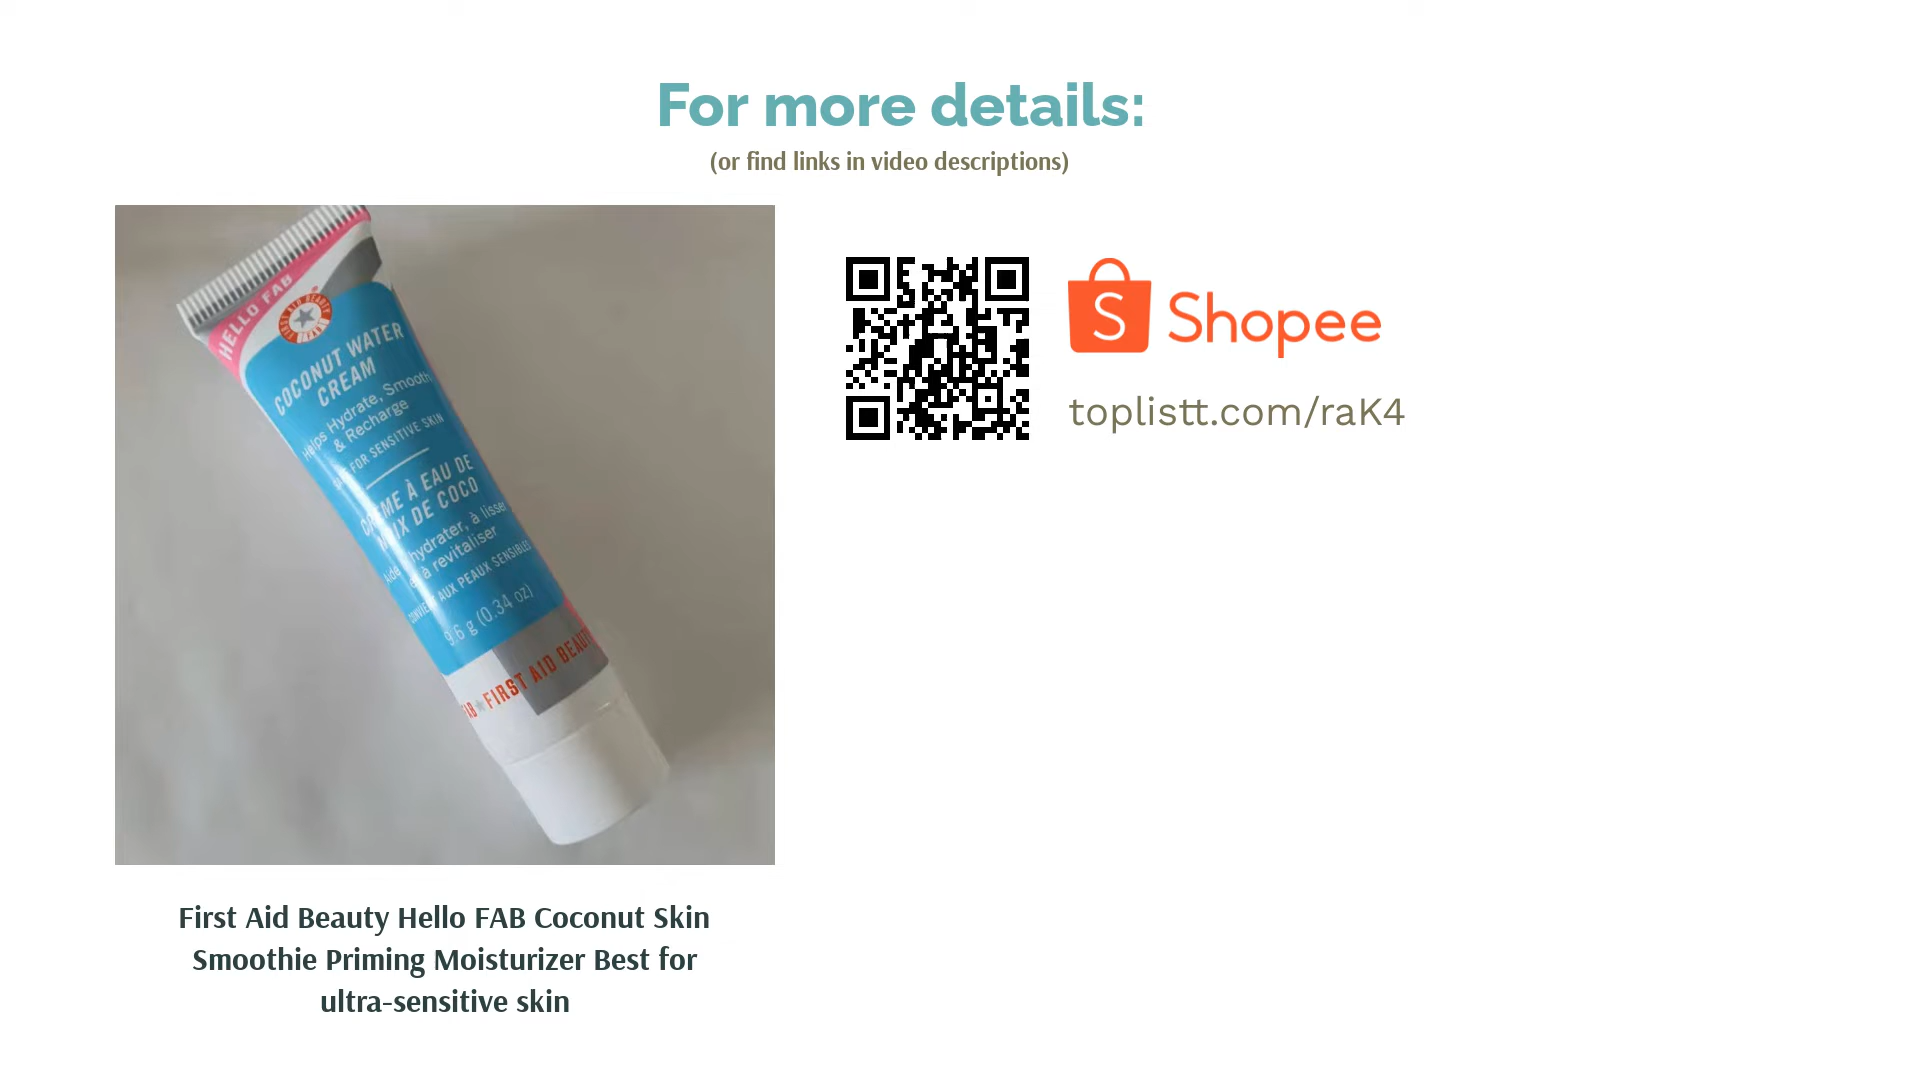 For more details:
(or find links in video descriptions)
HELLO FAB
FIRST AID BEAUTY
FAB
COCONUT WATER
CREAM
Helps Hydrate, Smooth
& Recharge
FOR SENSITIVE SKIN
CRÈME À EAU DE
NOIX DE COCO
Aide hydrater, à lisser
et à revitaliser
CONVIENT AUX PEAUX SENSIBLES
9.6 g (0.34 oz)
FAB FIRST AID BEAUTY
S Shopee
toplistt.com/raK4
First Aid Beauty Hello FAB Coconut Skin
Smoothie Priming Moisturizer Best for
ultra-sensitive skin